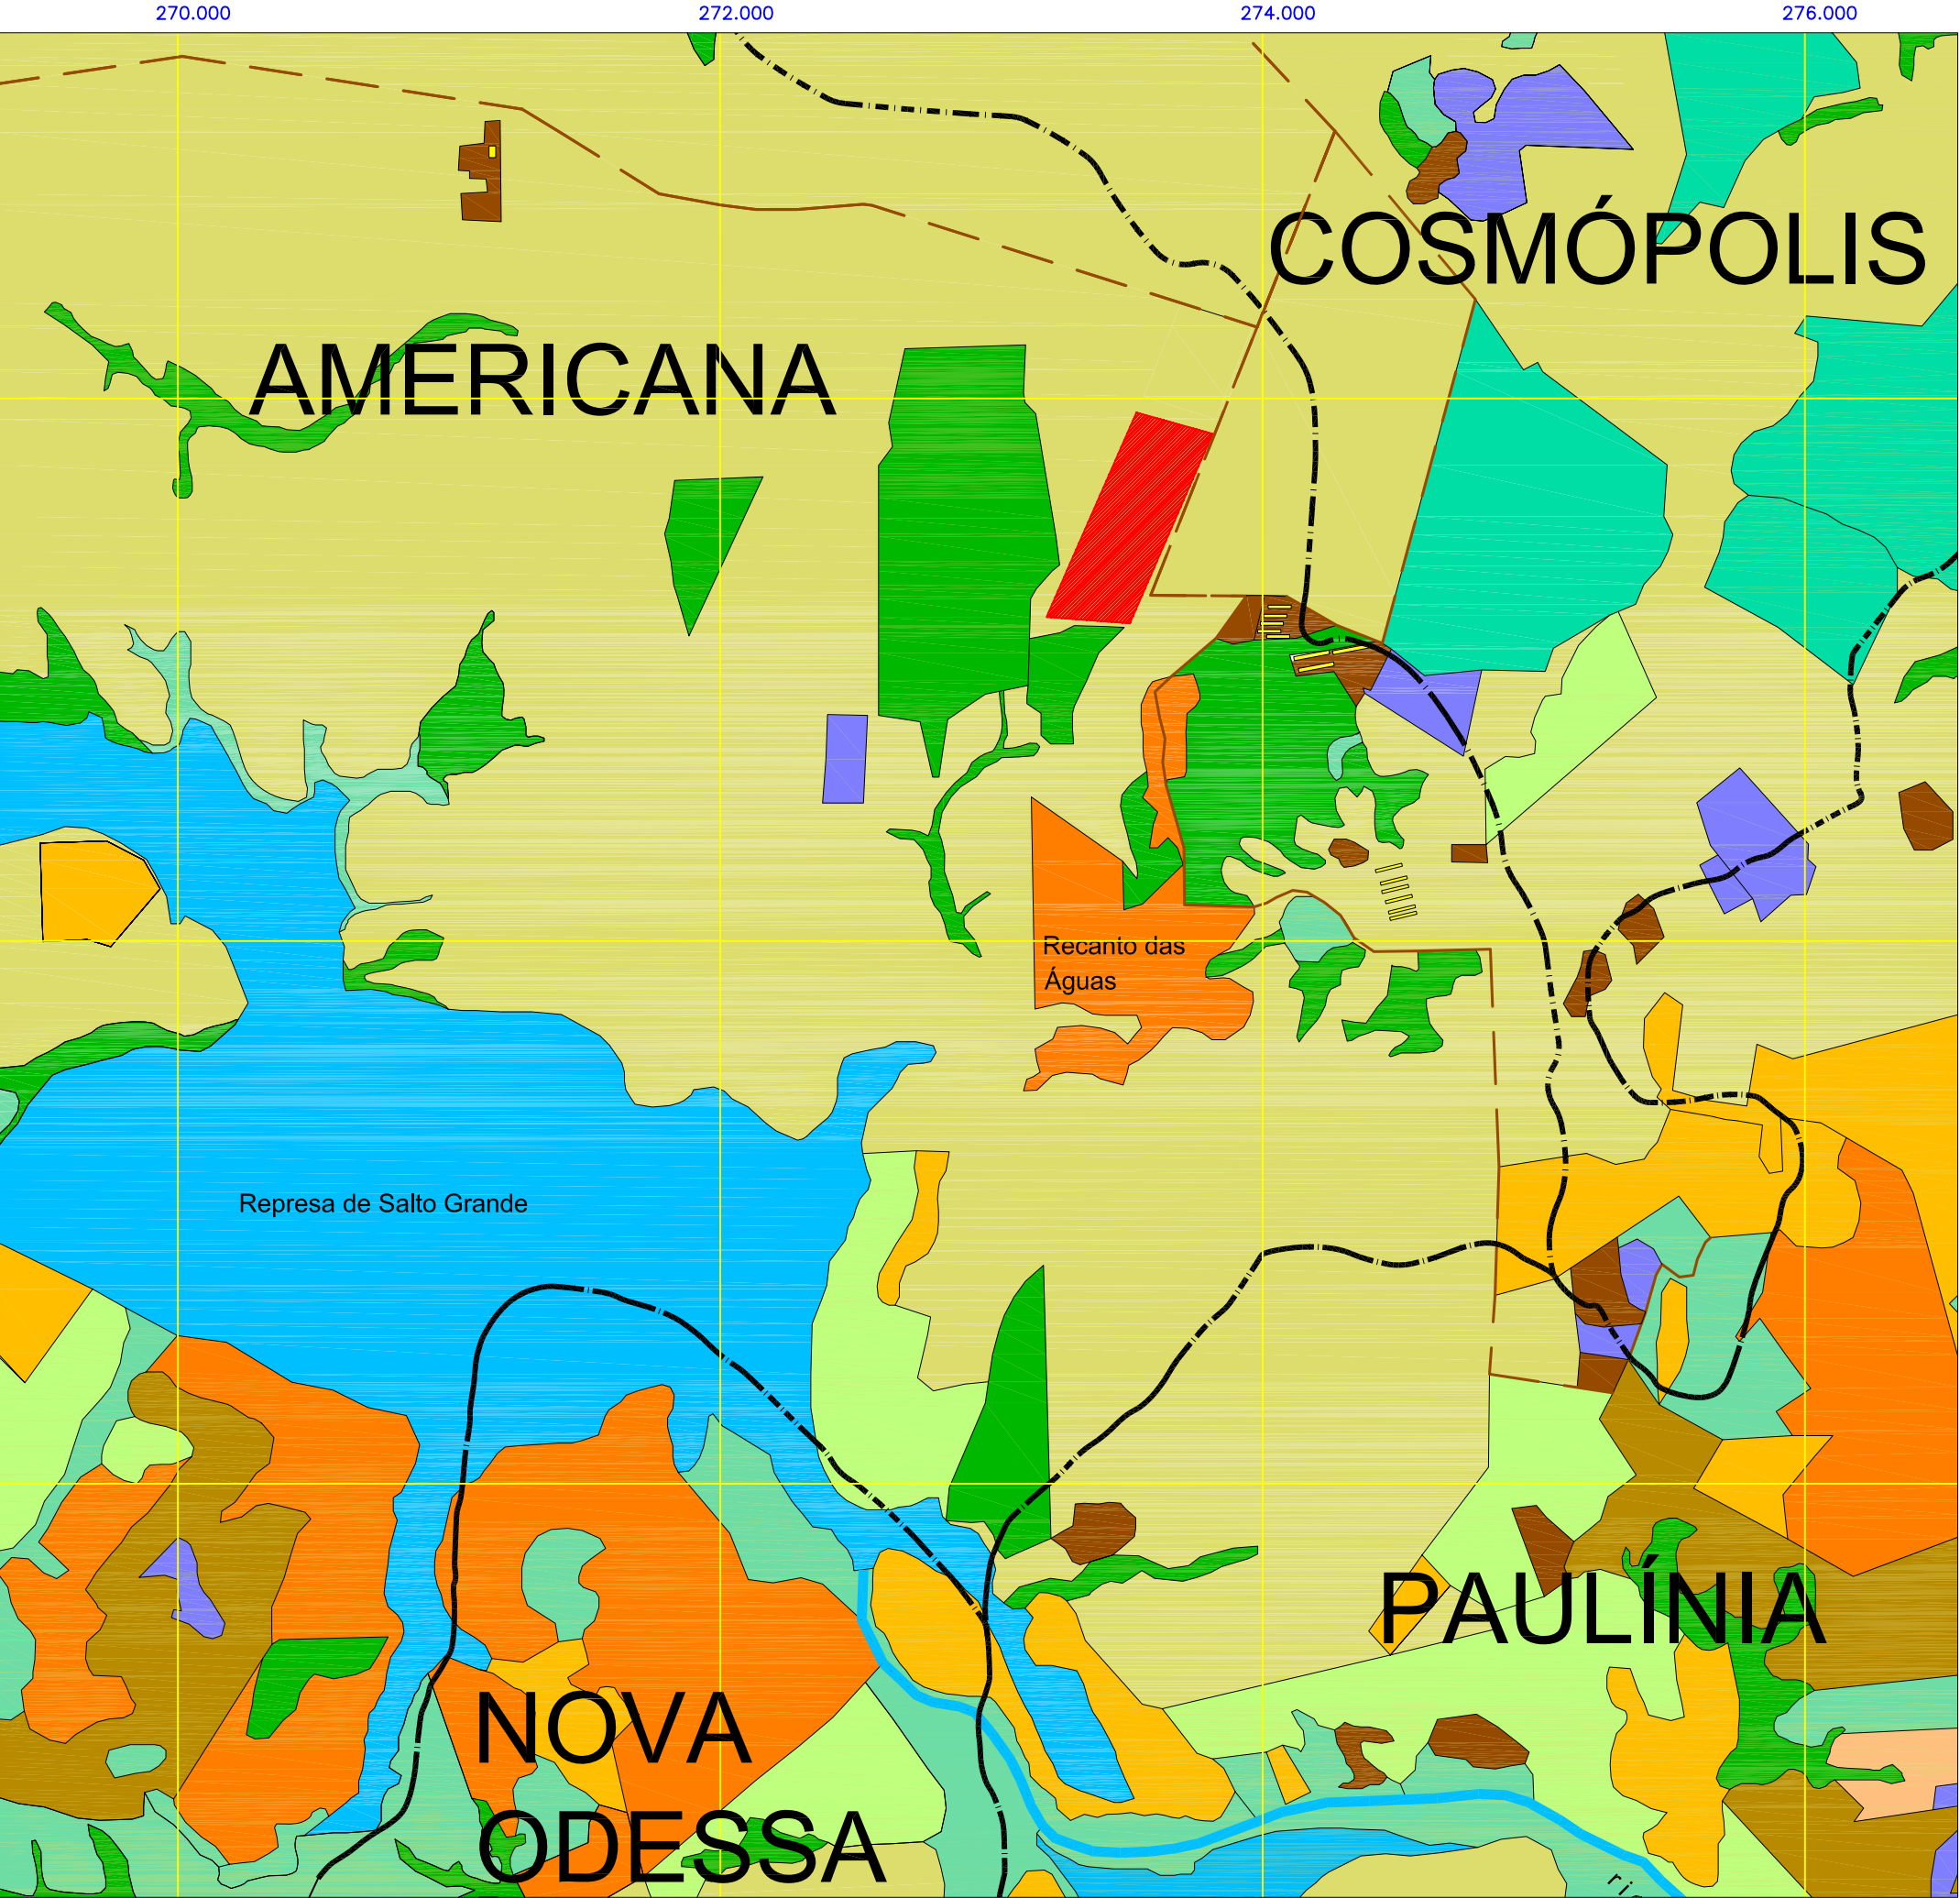 270.000 272.000 274.000 276.000
COSMÓPOLIS
AMERICANA
Recanto das
Águas
Represa de Salto Grande
PAULÍNIA
NOVA
ODESSA